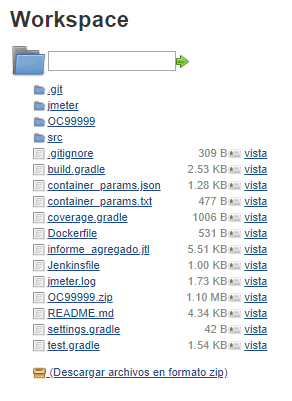 Workspace
.git
jmeter
OC99999
src
.gitignore 309 B vista
build.gradle 2.53 KB vista
container_params.json 1.28 KB vista
container_params.txt 477 B vista
coverage.gradle 1006 B vista
Dockerfile 531 B vista
informe_agregado.jtl 5.51 KB vista
Jenkinsfile 1.00 KB vista
jmeter.log 1.73 KB vista
OC99999.zip 1.10 MB vista
README.md 4.34 KB vista
settings.gradle 42 B vista
test.gradle 1.54 KB vista
(Descargar archivos en formato zip)